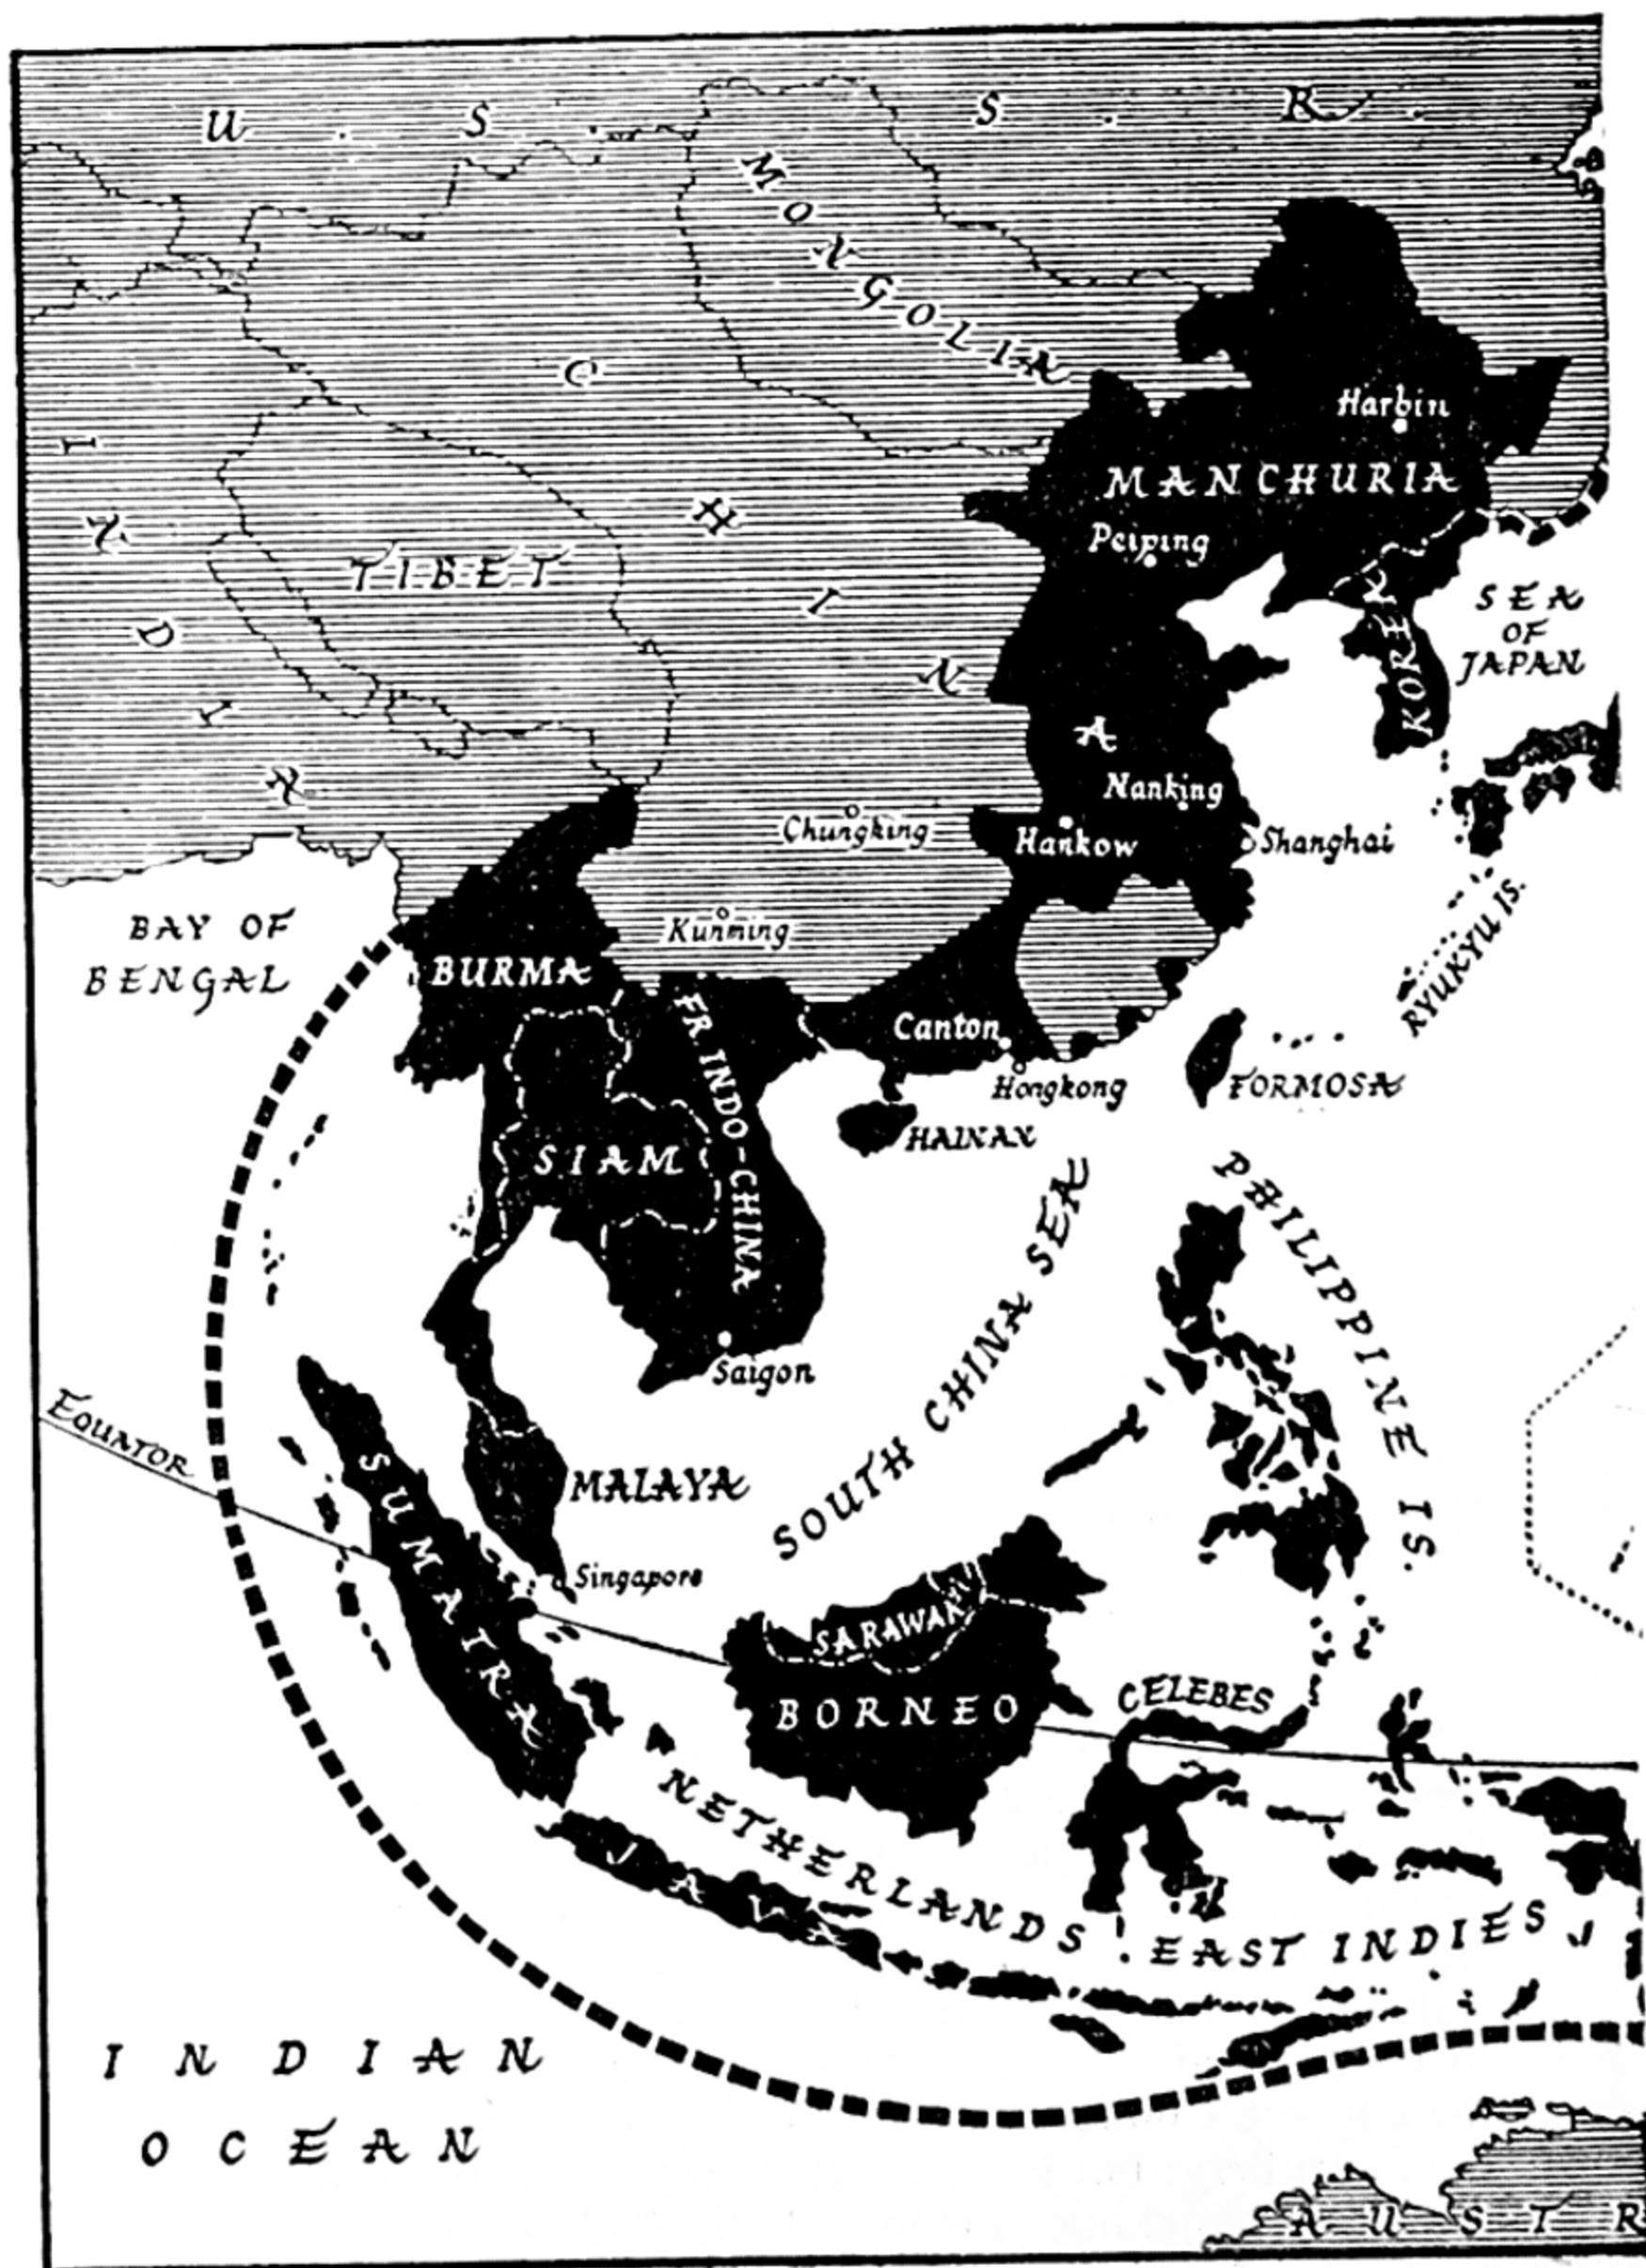 U . S . S . R .
MONGOLIA
CHINA
Harbin
MANCHURIA
Peiping
INDIA
TIBET
KOREA
SEA
OF
JAPAN
Nanking
Chungking
Hankow
Shanghai
RYUKYU IS.
Kunming
BAY OF
BENGAL
BURMA
FR. INDO-CHINA
Canton
Hongkong
FORMOSA
HAINAN
SIAM
PHILIPPINE IS.
SOUTH CHINA SEA
Saigon
EQUATOR
SUMATRA
MALAYA
Singapore
SARAWAK
BORNEO
CELEBES
NETHERLANDS EAST INDIES
JAVA
INDIAN
OCEAN
AUSTR